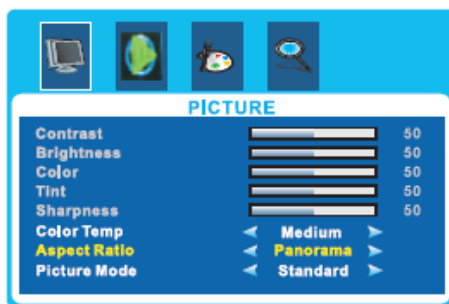 PICTURE
Contrast 50
Brightness 50
Color 50
Tint 50
Sharpness 50
Color Temp Medium
Aspect Ratio Panorama
Picture Mode Standard